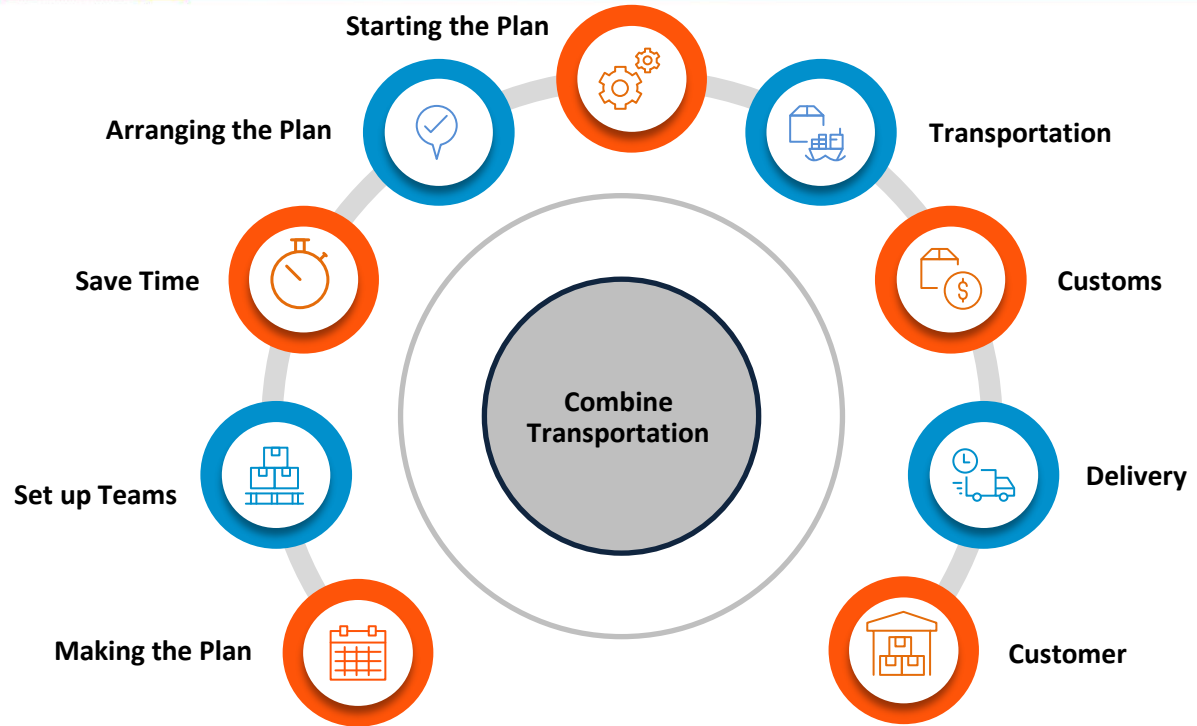 Starting the Plan
Arranging the Plan
Transportation
Save Time
Customs
Combine
Transportation
Set up Teams
Delivery
Making the Plan
Customer
$